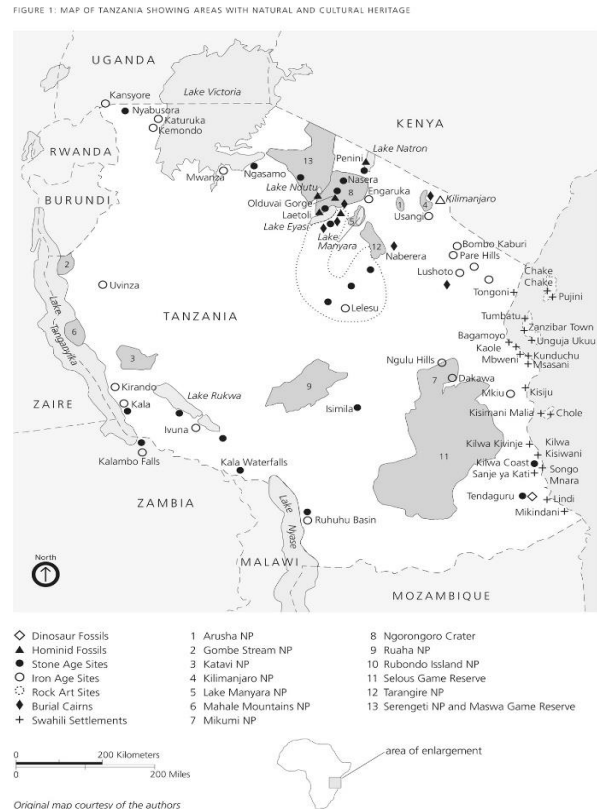 FIGURE 1: MAP OF TANZANIA SHOWING AREAS WITH NATURAL AND CULTURAL HERITAGE
UGANDA
Kansyore
Lake Victoria
Nyabusora
Katuruka
Kemondo
KENYA
RWANDA
Lake Natron
13
Penini
Mwanza
Ngasamo
Nasera
Lake Ndutu
8
Engaruka
BURUNDI
Olduvai Gorge
1
4
Kilimanjaro
Laetoli
5
Usangi
Lake Eyasi
Lake
Manyara
12
Naberera
Bombo Kaburi
Pare Hills
2
Lushoto
Chake
Chake
Uvinza
Tongoni
Pujini
Lelesu
TANZANIA
Tumbatu
Zanzibar Town
Lake
Tanganyika
6
Bagamoyo
Unguja Ukuu
Kaole
3
Ngulu Hills
Mbweni
Kunduchu
Msasani
7
Dakawa
9
Kirando
Lake Rukwa
Mkiu
Kisiju
ZAIRE
Kala
Isimila
Kisimani Malia
Chole
Ivuna
Kilwa Kivinje
Kilwa
Kisiwani
11
Kalambo Falls
Kala Waterfalls
Kilwa Coast
Songo
Mnara
Sanje ya Kati
ZAMBIA
Tendaguru
Lindi
Lake
Nyase
Ruhuhu Basin
Mikindani
North
MALAWI
MOZAMBIQUE
Dinosaur Fossils
Hominid Fossils
Stone Age Sites
Iron Age Sites
Rock Art Sites
Burial Cairns
Swahili Settlements
1 Arusha NP
2 Gombe Stream NP
3 Katavi NP
4 Kilimanjaro NP
5 Lake Manyara NP
6 Mahale Mountains NP
7 Mikumi NP
8 Ngorongoro Crater
9 Ruaha NP
10 Rubondo Issland NP
11 Selous Game Reserve
12 Tarangire NP
13 Serengeti NP and Maswa Game Reserve
0 200 Kilometers
0 200 Miles
area of enlargement
Original map courtesy of the authors